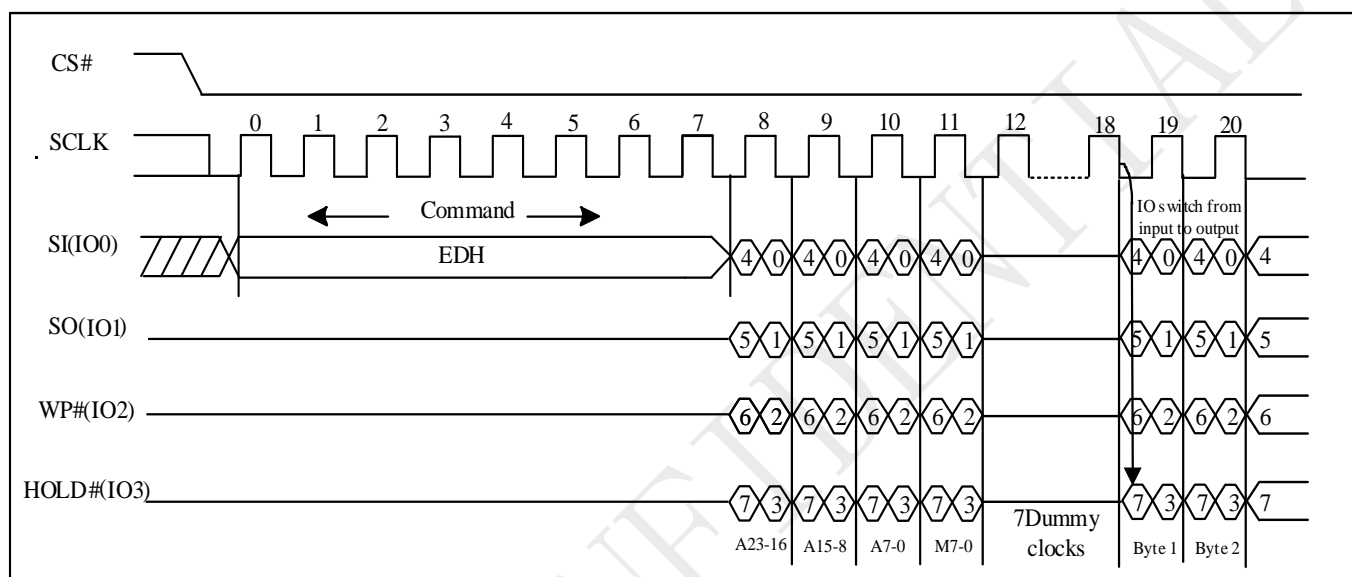 CS#
SCLK
0 1 2 3 4 5 6 7 8 9 10 11 12 18 19 20
Command
IO switch from
input to output
SI(IO0)
EDH
4 0 4 0 4 0 4 0 4 0 4 0 4
SO(IO1)
5 1 5 1 5 1 5 1 5 1 5 1 5
WP#(IO2)
6 2 6 2 6 2 6 2 6 2 6 2 6
HOLD#(IO3)
7 3 7 3 7 3 7 3 7 3 7 3 7
A23-16 A15-8 A7-0 M7-0
7Dummy
clocks
Byte 1 Byte 2